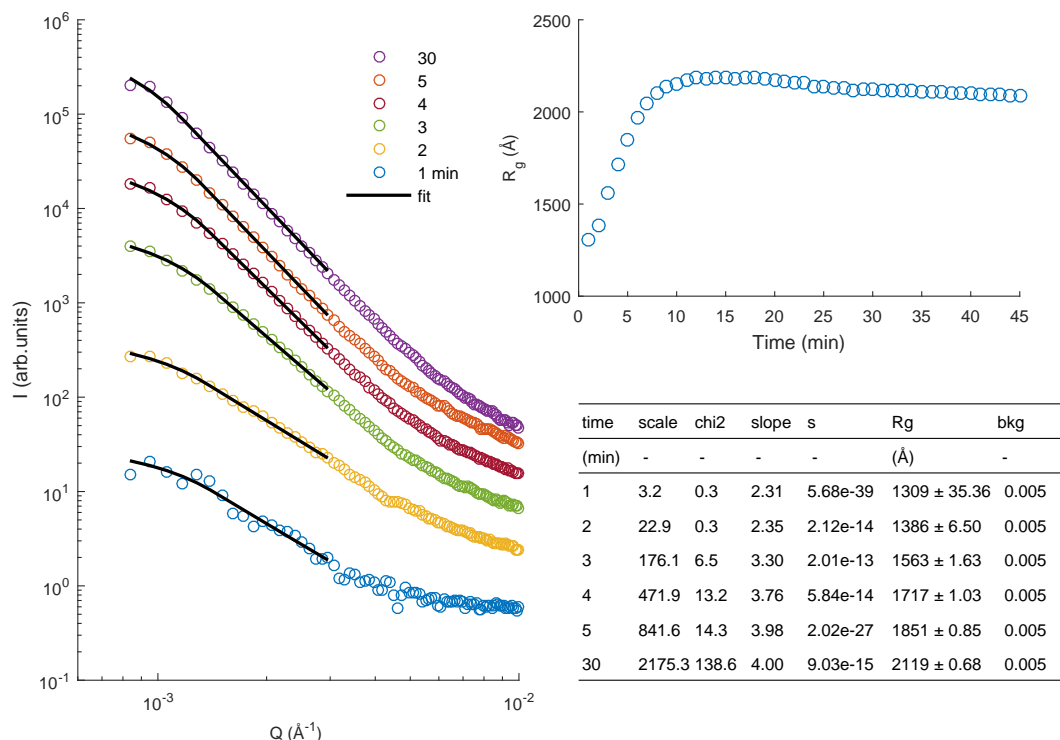 10^6
10^5
10^4
10^3
10^2
10^1
10^0
10^-1
I (arb.units)
10^-3
10^-2
Q (Å^-1)
30
5
4
3
2
1 min
fit
2500
2000
1500
1000
R_g (Å)
0 5 10 15 20 25 30 35 40 45
Time (min)
time scale chi2 slope s Rg bkg
(min) - - - - (Å) -
1 3.2 0.3 2.31 5.68e-39 1309 ± 35.36 0.005
2 22.9 0.3 2.35 2.12e-14 1386 ± 6.50 0.005
3 176.1 6.5 3.30 2.01e-13 1563 ± 1.63 0.005
4 471.9 13.2 3.76 5.84e-14 1717 ± 1.03 0.005
5 841.6 14.3 3.98 2.02e-27 1851 ± 0.85 0.005
30 2175.3 138.6 4.00 9.03e-15 2119 ± 0.68 0.005